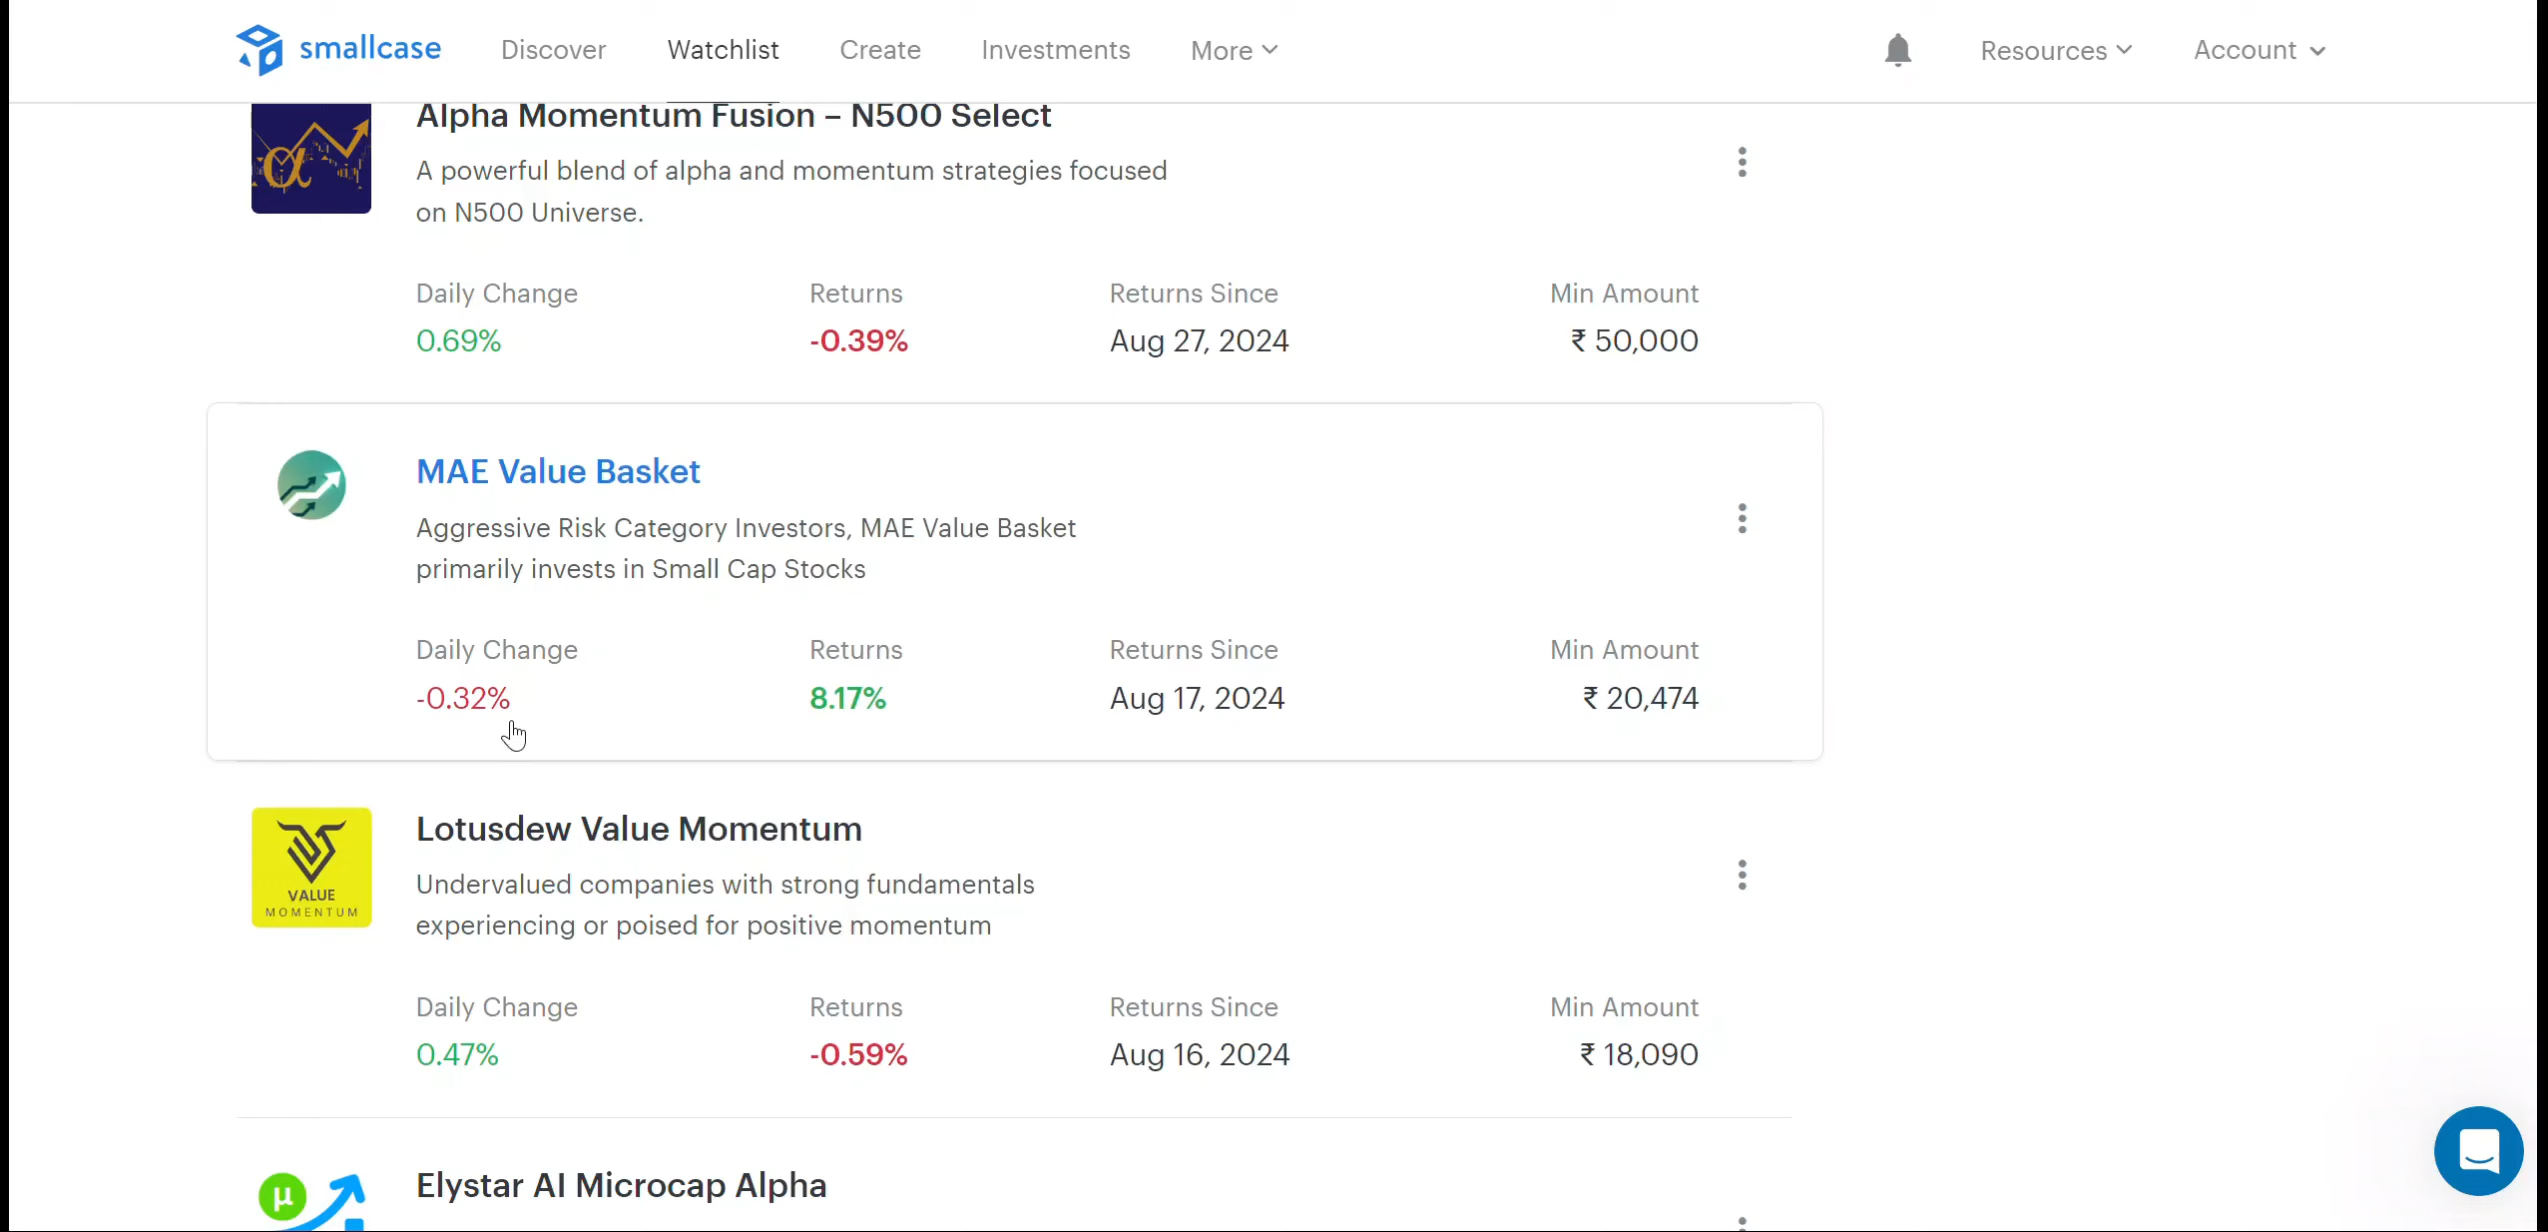 smallcase Discover Watchlist Create Investments More Resources Account
Alpha Momentum Fusion – N500 Select
A powerful blend of alpha and momentum strategies focused
on N500 Universe.
Daily Change Returns Returns Since Min Amount
0.69% -0.39% Aug 27, 2024 ₹ 50,000
MAE Value Basket
Aggressive Risk Category Investors, MAE Value Basket
primarily invests in Small Cap Stocks
Daily Change Returns Returns Since Min Amount
-0.32% 8.17% Aug 17, 2024 ₹ 20,474
VALUE
MOMENTUM
Lotusdew Value Momentum
Undervalued companies with strong fundamentals
experiencing or poised for positive momentum
Daily Change Returns Returns Since Min Amount
0.47% -0.59% Aug 16, 2024 ₹ 18,090
µ
Elystar AI Microcap Alpha